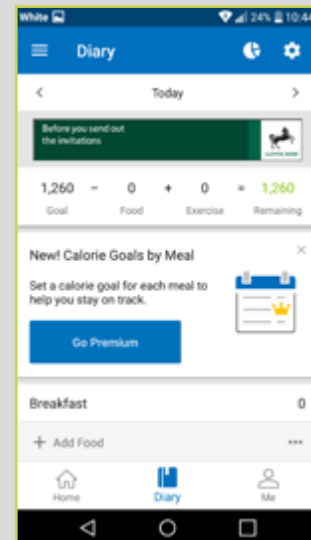 White 24% 10:44
Diary
Today
Before you send out
the invitations
LLOYDS BANK
1,260 - 0 + 0 = 1,260
Goal Food Exercise Remaining
New! Calorie Goals by Meal
Set a calorie goal for each meal to
help you stay on track.
Go Premium
Breakfast 0
+ Add Food
Home Diary Me